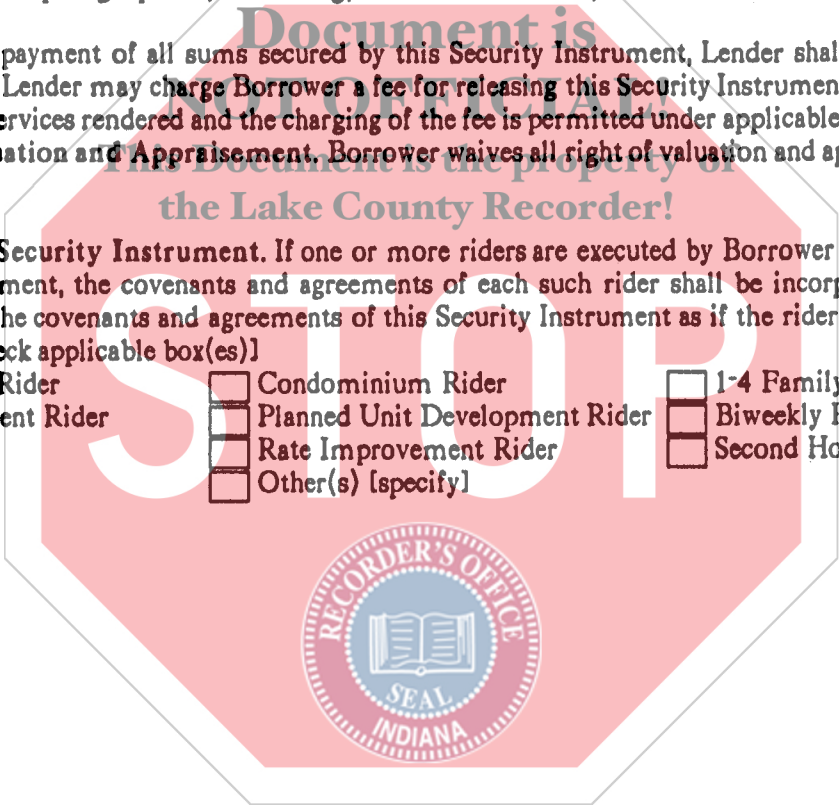 Document is
payment of all sums secured by this Security Instrument, Lender shal
Lender may charge Borrower a fee for releasing this Security Instrumen
NOT OFFICIAL!
ervices rendered and the charging of the fee is permitted under applicable
ation and Appraisement. Borrower waives all right of valuation and ap
This Document is the property of
the Lake County Recorder!
Security Instrument. If one or more riders are executed by Borrower
ment, the covenants and agreements of each such rider shall be incorp
he covenants and agreements of this Security Instrument as if the rider
eck applicable box(es)]
Rider Condominium Rider 1-4 Family
ent Rider Planned Unit Development Rider Biweekly P
Rate Improvement Rider Second Ho
Other(s) [specify]
STOP
RECORDER'S OFFICE
SEAL
INDIANA